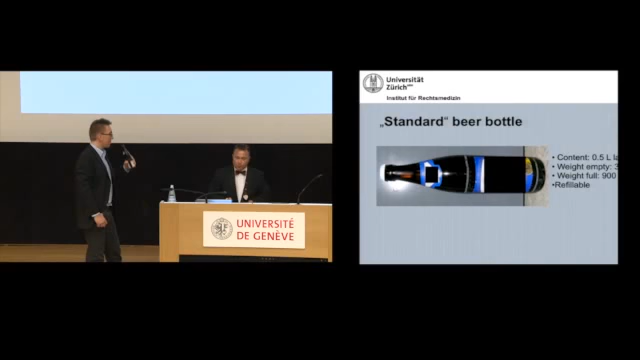 UNIVERSITÉ
DE GENÈVE
Universität
Zürich
Institut für Rechtsmedizin
„Standard“ beer bottle
• Content: 0.5 L
• Weight empty:
• Weight full: 900
•Refillable